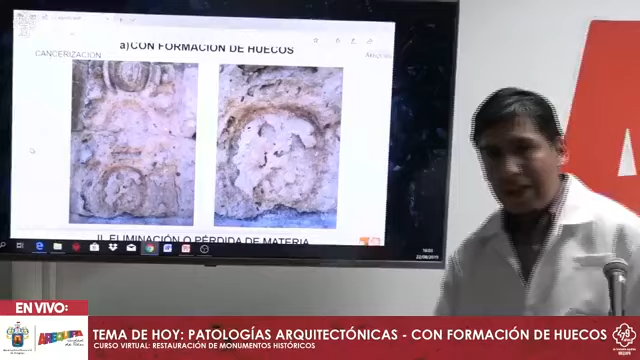 a) CON FORMACIÓN DE HUECOS
CANCERIZACION
II. ELIMINACIÓN O PÉRDIDA DE MATERIA
EN VIVO:
AREQUIPA
TEMA DE HOY: PATOLOGÍAS ARQUITECTÓNICAS - CON FORMACIÓN DE HUECOS
CURSO VIRTUAL: RESTAURACIÓN DE MONUMENTOS HISTÓRICOS